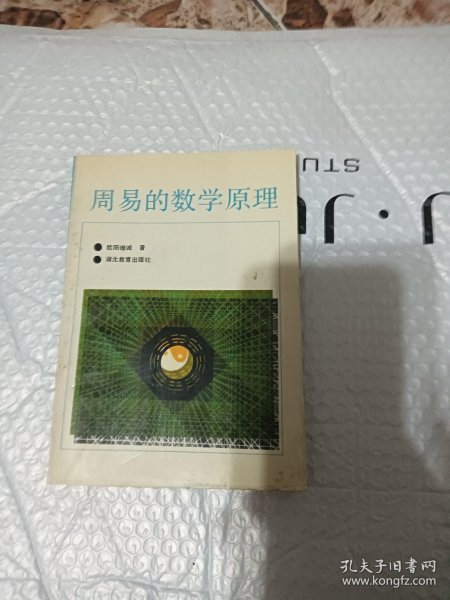 周易的数学原理
●欧阳维诚 著
●湖北教育出版社
STU
孔夫子旧书网
www.kongfz.com